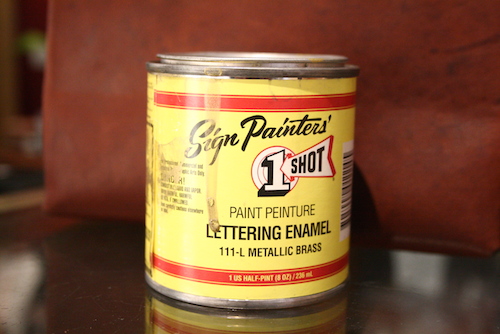 Sign Painters'
1 SHOT
PAINT PEINTURE
LETTERING ENAMEL
111-L METALLIC BRASS
1 US HALF-PINT (8 OZ) / 236 mL
DANGER!